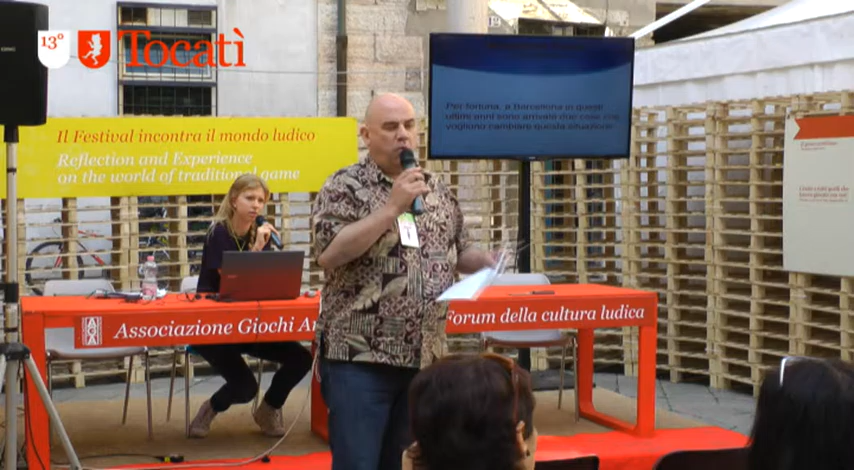 13°
Tocatì
Per fortuna, a Barcellona in questi
ultimi anni sono arrivate due cose che
vogliono cambiare questa situazione
Il Festival incontra il mondo ludico
Reflection and Experience
on the world of traditional game
Associazione Giochi An
Forum della cultura ludica